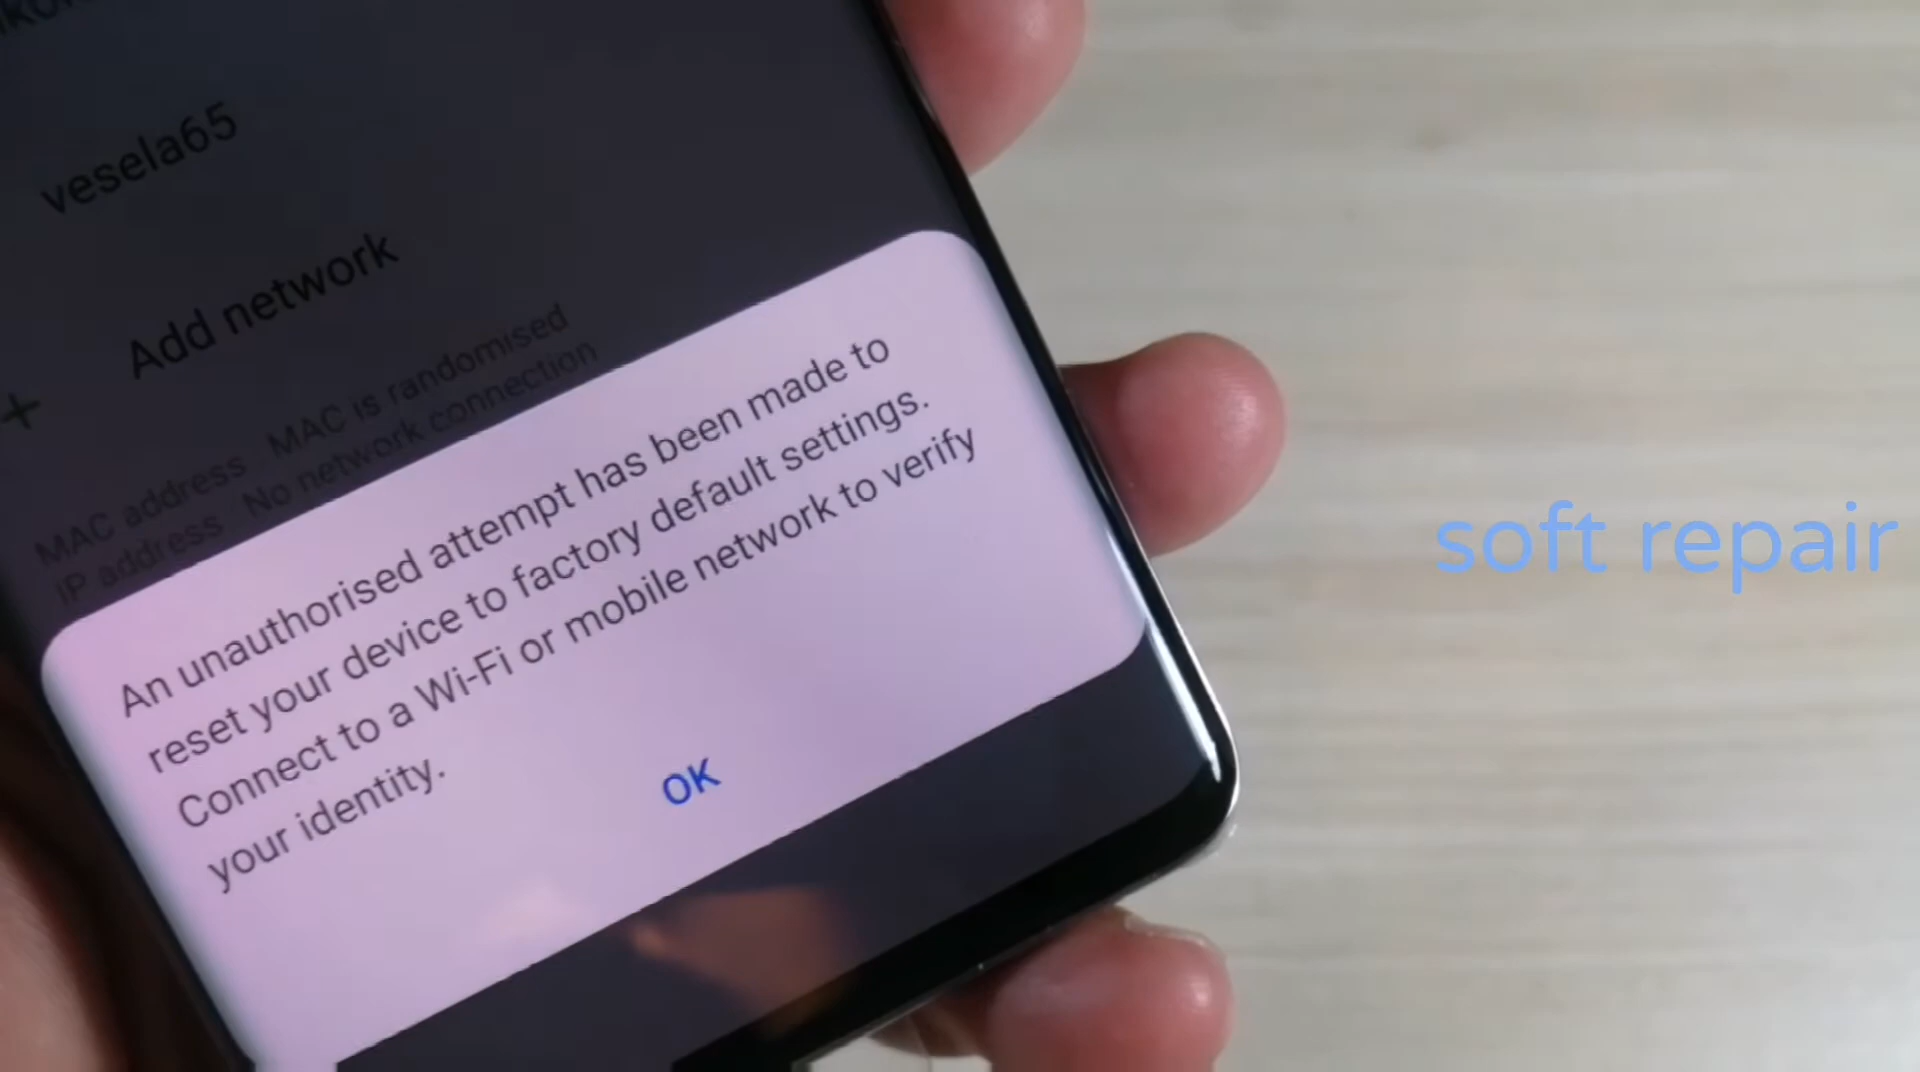 vesela65
Add network
MAC address MAC is randomised
IP address No network connection
An unauthorised attempt has been made to
reset your device to factory default settings.
Connect to a Wi-Fi or mobile network to verify
your identity.
OK
soft repair